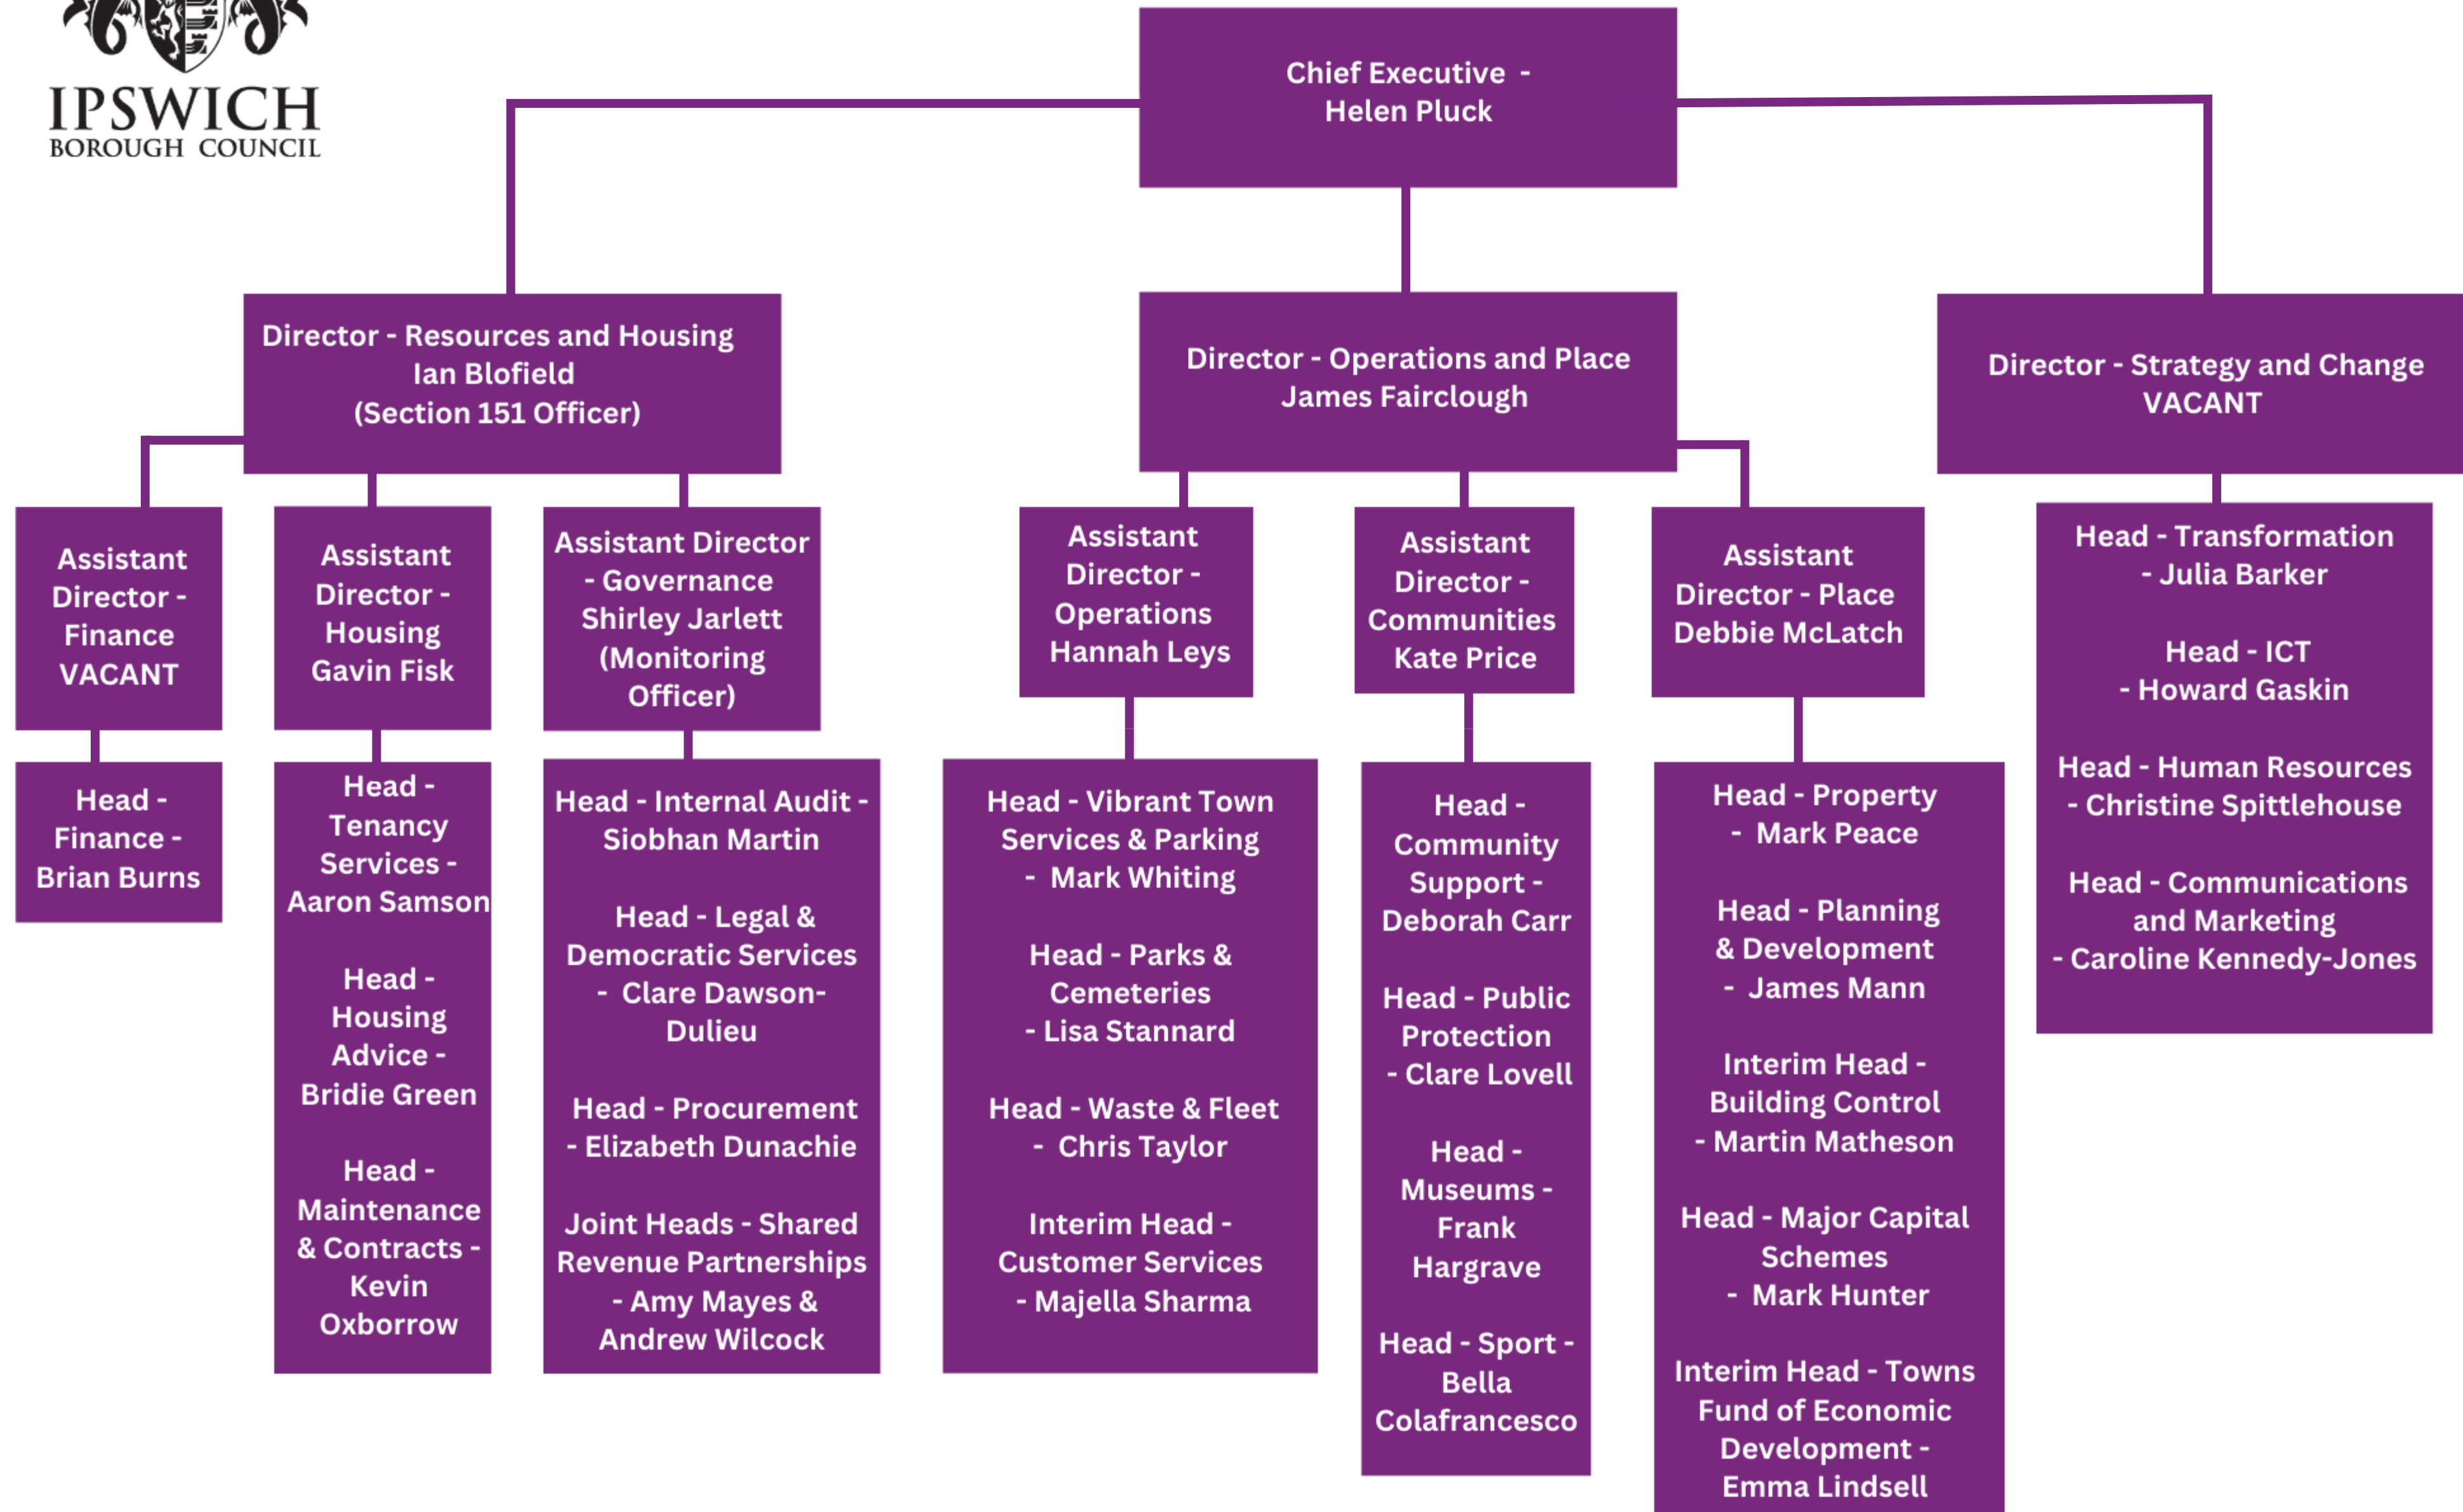 IPSWICH
BOROUGH COUNCIL
Chief Executive -
Helen Pluck
Director - Resources and Housing
Ian Blofield
(Section 151 Officer)
Director - Operations and Place
James Fairclough
Director - Strategy and Change
VACANT
Assistant
Director -
Finance
VACANT
Assistant
Director -
Housing
Gavin Fisk
Assistant Director
- Governance
Shirley Jarlett
(Monitoring
Officer)
Assistant
Director -
Operations
Hannah Leys
Assistant
Director -
Communities
Kate Price
Assistant
Director - Place
Debbie McLatch
Head - Transformation
- Julia Barker
Head - ICT
- Howard Gaskin
Head - Human Resources
- Christine Spittlehouse
Head - Communications
and Marketing
- Caroline Kennedy-Jones
Head -
Finance -
Brian Burns
Head -
Tenancy
Services -
Aaron Samson
Head -
Housing
Advice -
Bridie Green
Head -
Maintenance
& Contracts -
Kevin
Oxborrow
Head - Internal Audit -
Siobhan Martin
Head - Legal &
Democratic Services
- Clare Dawson-
Dulieu
Head - Procurement
- Elizabeth Dunachie
Joint Heads - Shared
Revenue Partnerships
- Amy Mayes &
Andrew Wilcock
Head - Vibrant Town
Services & Parking
- Mark Whiting
Head - Parks &
Cemeteries
- Lisa Stannard
Head - Waste & Fleet
- Chris Taylor
Interim Head -
Customer Services
- Majella Sharma
Head -
Community
Support -
Deborah Carr
Head - Public
Protection
- Clare Lovell
Head -
Museums -
Frank
Hargrave
Head - Sport -
Bella
Colafrancesco
Head - Property
- Mark Peace
Head - Planning
& Development
- James Mann
Interim Head -
Building Control
- Martin Matheson
Head - Major Capital
Schemes
- Mark Hunter
Interim Head - Towns
Fund of Economic
Development -
Emma Lindsell